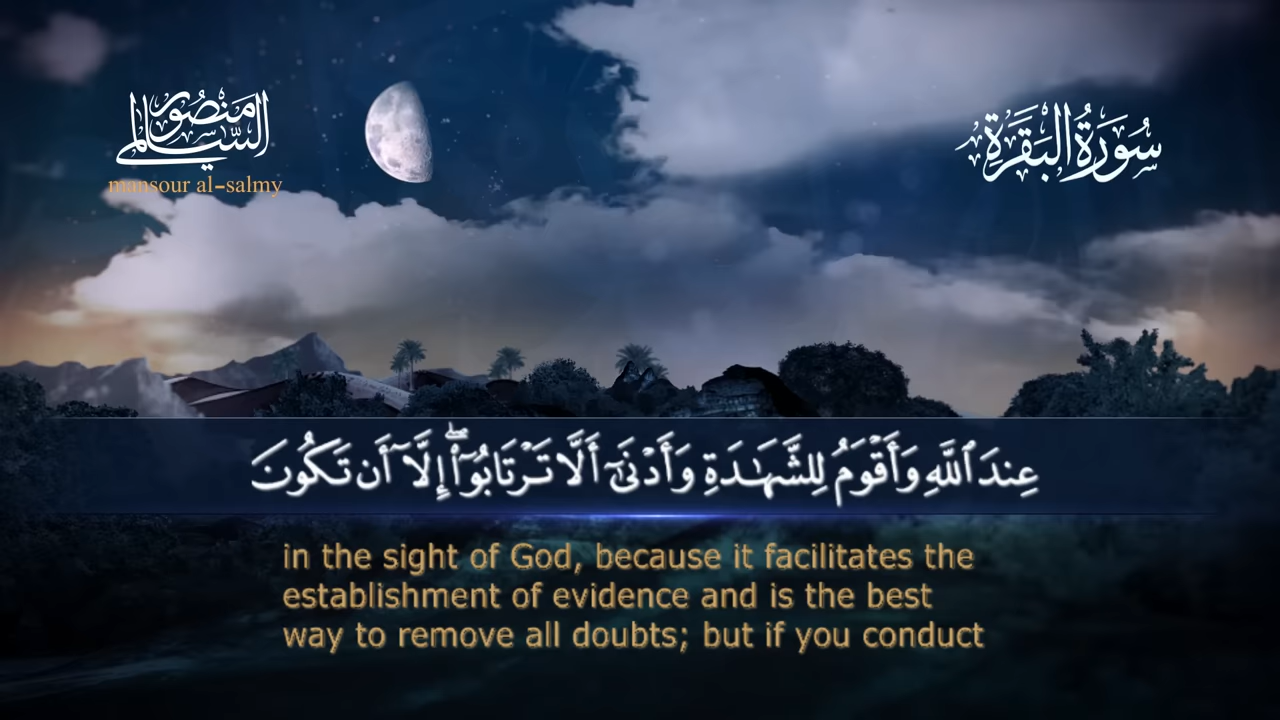 منصور السالمي
mansour al-salmy
سُورَةُ البَقَرَةِ
عِندَ ٱللَّهِ وَأَقْوَمُ لِلشَّهَـٰدَةِ وَأَدْنَىٰٓ أَلَّا تَرْتَابُوٓا۟ ۖ إِلَّآ أَن تَكُونَ
in the sight of God, because it facilitates the
establishment of evidence and is the best
way to remove all doubts; but if you conduct